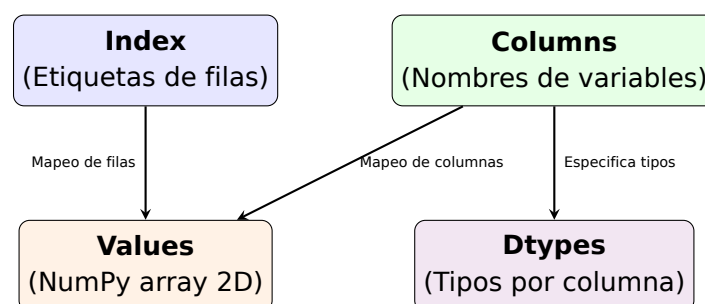 Index
(Etiquetas de filas)
Columns
(Nombres de variables)
Mapeo de filas
Mapeo de columnas
Especifica tipos
Values
(NumPy array 2D)
Dtypes
(Tipos por columna)